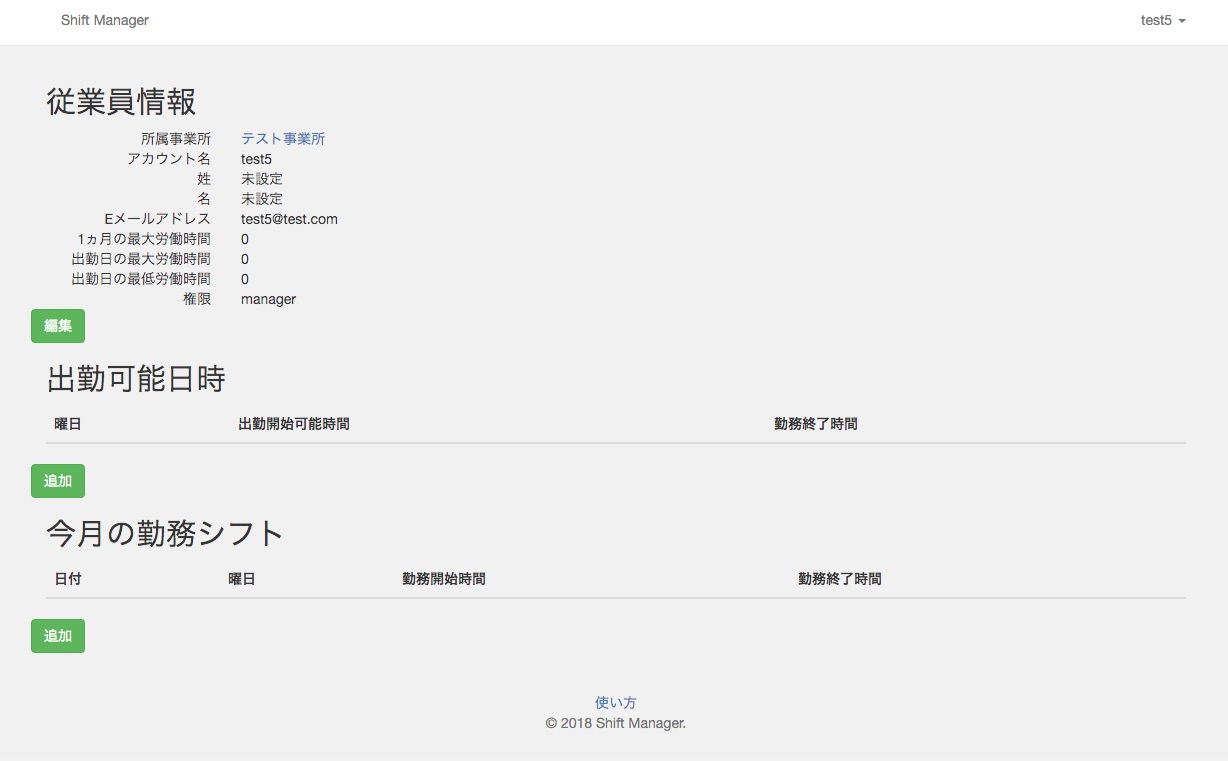 Shift Manager test5
従業員情報
所属事業所 テスト事業所
アカウント名 test5
姓 未設定
名 未設定
Eメールアドレス test5@test.com
1ヵ月の最大労働時間 0
出勤日の最大労働時間 0
出勤日の最低労働時間 0
権限 manager
編集
出勤可能日時
曜日 出勤開始可能時間 勤務終了時間
追加
今月の勤務シフト
日付 曜日 勤務開始時間 勤務終了時間
追加
使い方
© 2018 Shift Manager.